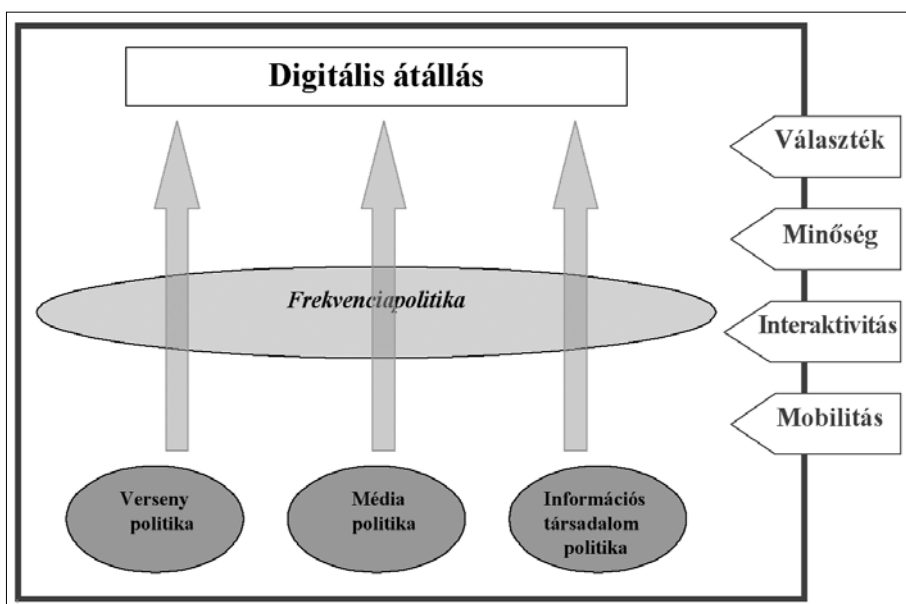 Digitális átállás
Választék
Minőség
Frekvenciapolitika
Interaktivitás
Mobilitás
Verseny
politika
Média
politika
Információs
társadalom
politika